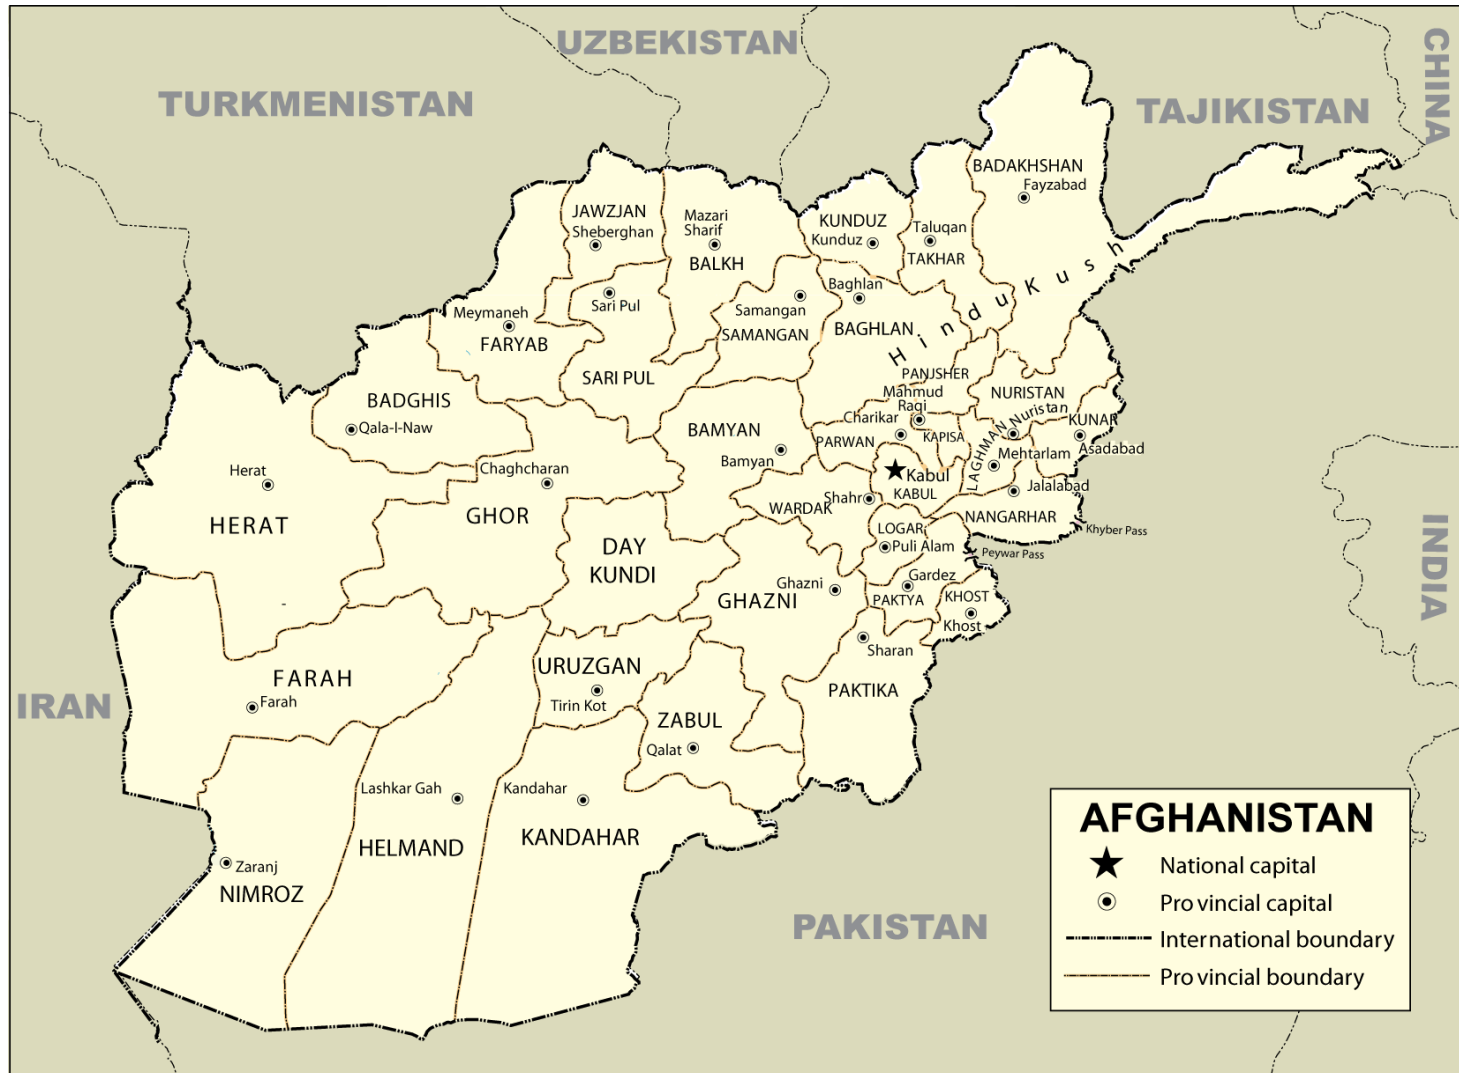 UZBEKISTAN
TURKMENISTAN
TAJIKISTAN
CHINA
BADAKHSHAN
Fayzabad
JAWZJAN
Sheberghan
Mazari
Sharif
BALKH
KUNDUZ
Kunduz
Taluqan
TAKHAR
Hindu Kush
Sari Pul
Samangan
SAMANGAN
Baghlan
BAGHLAN
Meymaneh
FARYAB
SARI PUL
PANJSHER
BADGHIS
Qala-I-Naw
BAMYAN
Bamyan
Mahmud
Raqi
Charikar
PARWAN
KAPISA
NURISTAN
Nuristan
KUNAR
Asadabad
LAGHMAN
Mehtarlam
Herat
HERAT
Chaghcharan
GHOR
Kabul
KABUL
Shahr
WARDAK
Jalalabad
NANGARHAR
Khyber Pass
LOGAR
Puli Alam
Peywar Pass
DAY
KUNDI
Ghazni
GHAZNI
Gardez
PAKTYA
KHOST
Khost
INDIA
IRAN
FARAH
Farah
URUZGAN
Tirin Kot
Sharan
PAKTIKA
ZABUL
Qalat
Lashkar Gah
HELMAND
Kandahar
KANDAHAR
Zaranj
NIMROZ
PAKISTAN
AFGHANISTAN
National capital
Pro vincial capital
International boundary
Pro vincial boundary